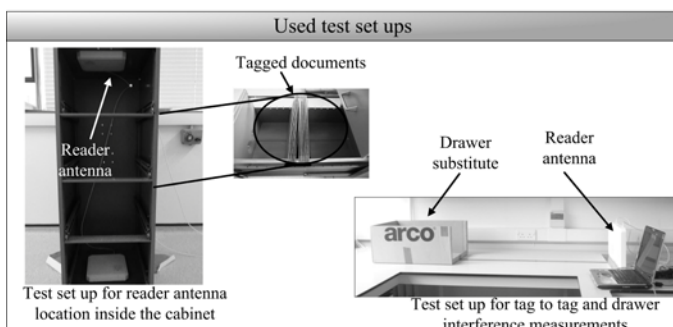 Used test set ups
Tagged documents
Reader
antenna
Drawer
substitute
Reader
antenna
arco
Test set up for reader antenna
location inside the cabinet
Test set up for tag to tag and drawer
interference measurements